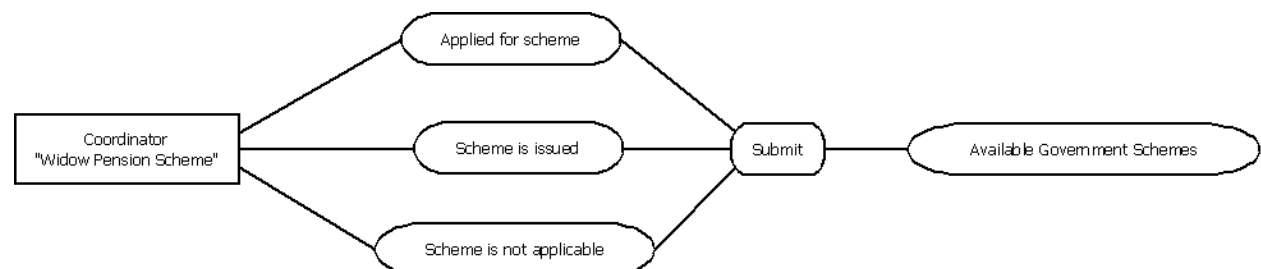 Applied for scheme
Coordinator
"Widow Pension Scheme"
Scheme is issued
Submit
Available Government Schemes
Scheme is not applicable